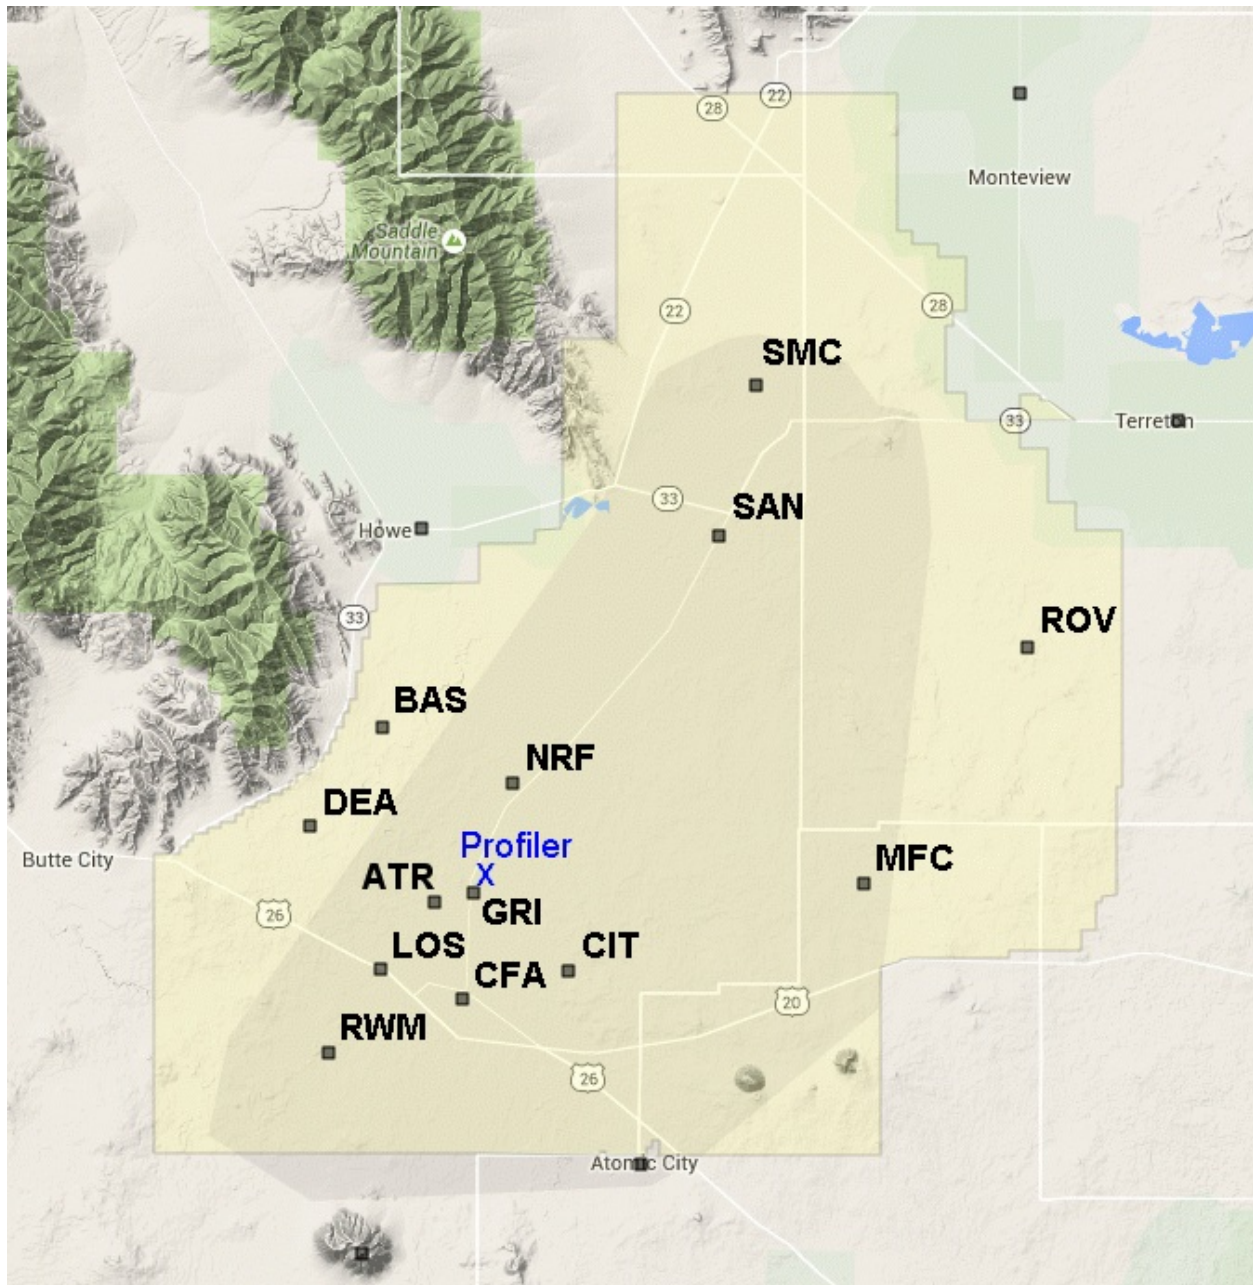 22
28
Monteview
Saddle
Mountain
28
22
SMC
33
Terreton
33
SAN
Howe
33
ROV
BAS
NRF
DEA
Profiler
X
Butte City
ATR
MFC
GRI
26
LOS
CIT
CFA
20
RWM
26
Atomic City